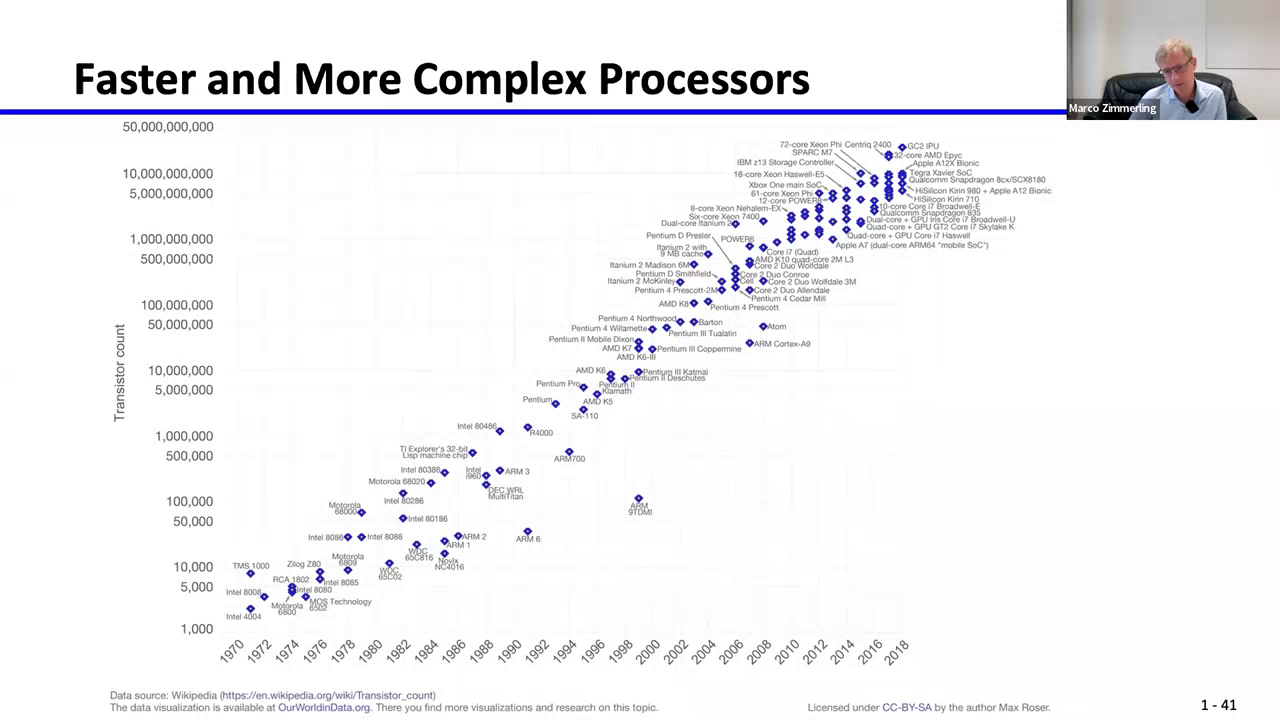 Faster and More Complex Processors
Marco Zimmerling
Transistor count
50,000,000,000
10,000,000,000
5,000,000,000
1,000,000,000
500,000,000
100,000,000
50,000,000
10,000,000
5,000,000
1,000,000
500,000
100,000
50,000
10,000
5,000
1,000
72-core Xeon Phi
Centriq 2400
GC2 IPU
SPARC M7
32-core AMD Epyc
IBM z13 Storage Controller
Apple A12X Bionic
Tegra Xavier SoC
18-core Xeon Haswell-E5
Qualcomm Snapdragon 8cx/SCX8180
Xbox One main SoC
HiSilicon Kirin 980 + Apple A12 Bionic
61-core Xeon Phi
12-core POWER8
HiSilicon Kirin 710
8-core Xeon Nehalem-EX
10-core Core i7 Broadwell-E
Six-core Xeon 7400
Qualcomm Snapdragon 835
Dual-core Itanium 2
Dual-core + GPU Iris Core i7 Broadwell-U
Quad-core + GPU GT2 Core i7 Skylake K
Pentium D Presler
POWER6
Quad-core + GPU Core i7 Haswell
Itanium 2 with
9 MB cache
Apple A7 (dual-core ARM64 "mobile SoC")
Core i7 (Quad)
AMD K10 quad-core 2M L3
Itanium 2 Madison 6M
Core 2 Duo Wolfdale
Pentium D Smithfield
Core 2 Duo Conroe
Itanium 2 McKinley
Cell
Core 2 Duo Wolfdale 3M
Pentium 4 Prescott-2M
Core 2 Duo Allendale
Pentium 4 Cedar Mill
AMD K8
Pentium 4 Prescott
Pentium 4 Northwood
Barton
Pentium 4 Willamette
Pentium III Tualatin
Atom
Pentium II Mobile Dixon
AMD K7
Pentium III Coppermine
ARM Cortex-A9
AMD K6-III
AMD K6
Pentium III Katmai
Pentium II Deschutes
Pentium Pro
Pentium II
Klamath
Pentium
AMD K5
SA-110
Intel 80486
R4000
TI Explorer's 32-bit
Lisp machine chip
ARM700
Intel 80386
Intel
i960
ARM 3
Motorola 68020
DEC WRL
MultiTitan
Intel 80286
ARM
9TDMI
Motorola
68000
Intel 80186
Intel 8086
Intel 8088
ARM 2
ARM 1
ARM 6
WDC
65C816
Novix
NC4016
Motorola
6809
WDC
65C02
TMS 1000
Zilog Z80
RCA 1802
Intel 8085
Intel 8008
Intel 8080
MOS Technology
6502
Motorola
6800
Intel 4004
1970 1972 1974 1976 1978 1980 1982 1984 1986 1988 1990 1992 1994 1996 1998 2000 2002 2004 2006 2008 2010 2012 2014 2016 2018
Data source: Wikipedia (https://en.wikipedia.org/wiki/Transistor_count)
The data visualization is available at OurWorldinData.org. There you find more visualizations and research on this topic.
Licensed under CC-BY-SA by the author Max Roser.
1 - 41